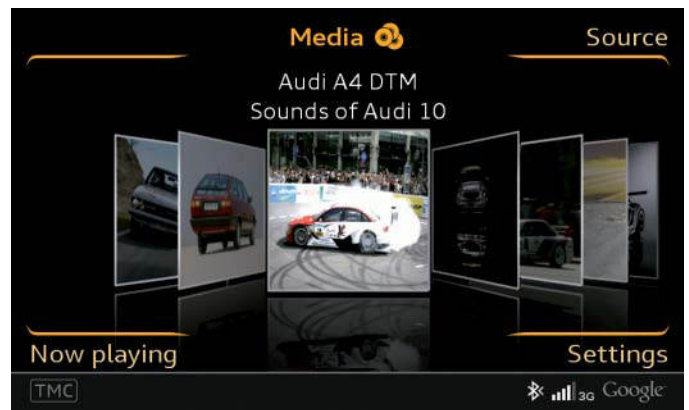 Media
Source
Audi A4 DTM
Sounds of Audi 10
Now playing
Settings
TMC
3G Google